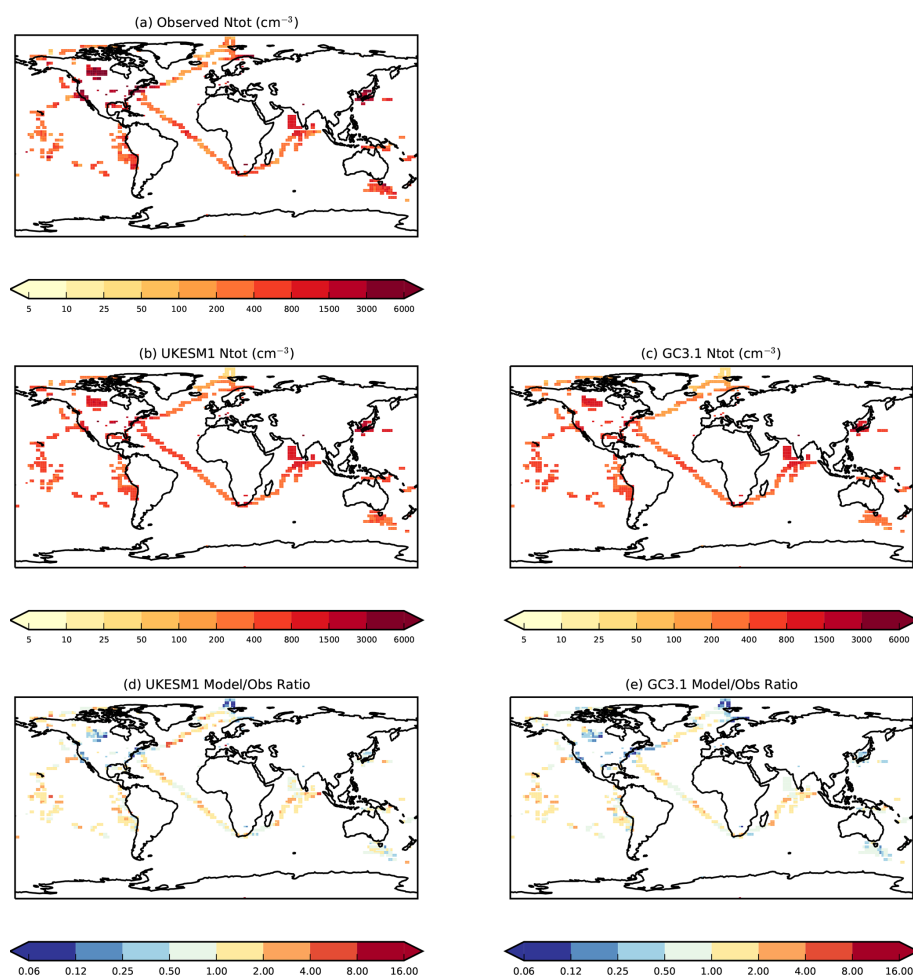 (a) Observed Ntot (cm⁻³)
5 10 25 50 100 200 400 800 1500 3000 6000
(b) UKESM1 Ntot (cm⁻³)
(c) GC3.1 Ntot (cm⁻³)
5 10 25 50 100 200 400 800 1500 3000 6000
5 10 25 50 100 200 400 800 1500 3000 6000
(d) UKESM1 Model/Obs Ratio
(e) GC3.1 Model/Obs Ratio
0.06 0.12 0.25 0.50 1.00 2.00 4.00 8.00 16.00
0.06 0.12 0.25 0.50 1.00 2.00 4.00 8.00 16.00